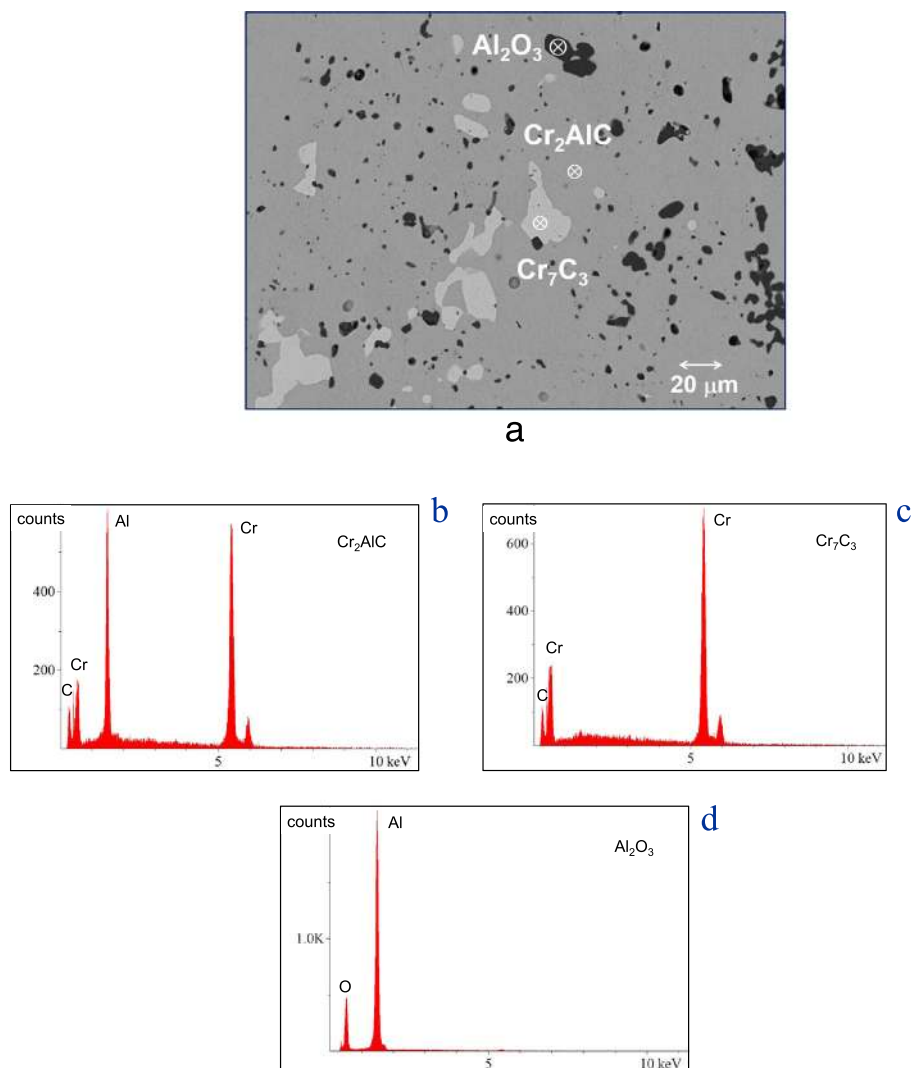 Al₂O₃
Cr₂AlC
Cr₇C₃
20 μm
a
counts
Al
Cr
Cr₂AlC
400
Cr
200
C
5
10 keV
b
counts
Cr
Cr₇C₃
600
400
Cr
200
C
5
10 keV
c
counts
Al
Al₂O₃
1.0K
O
5
10 keV
d